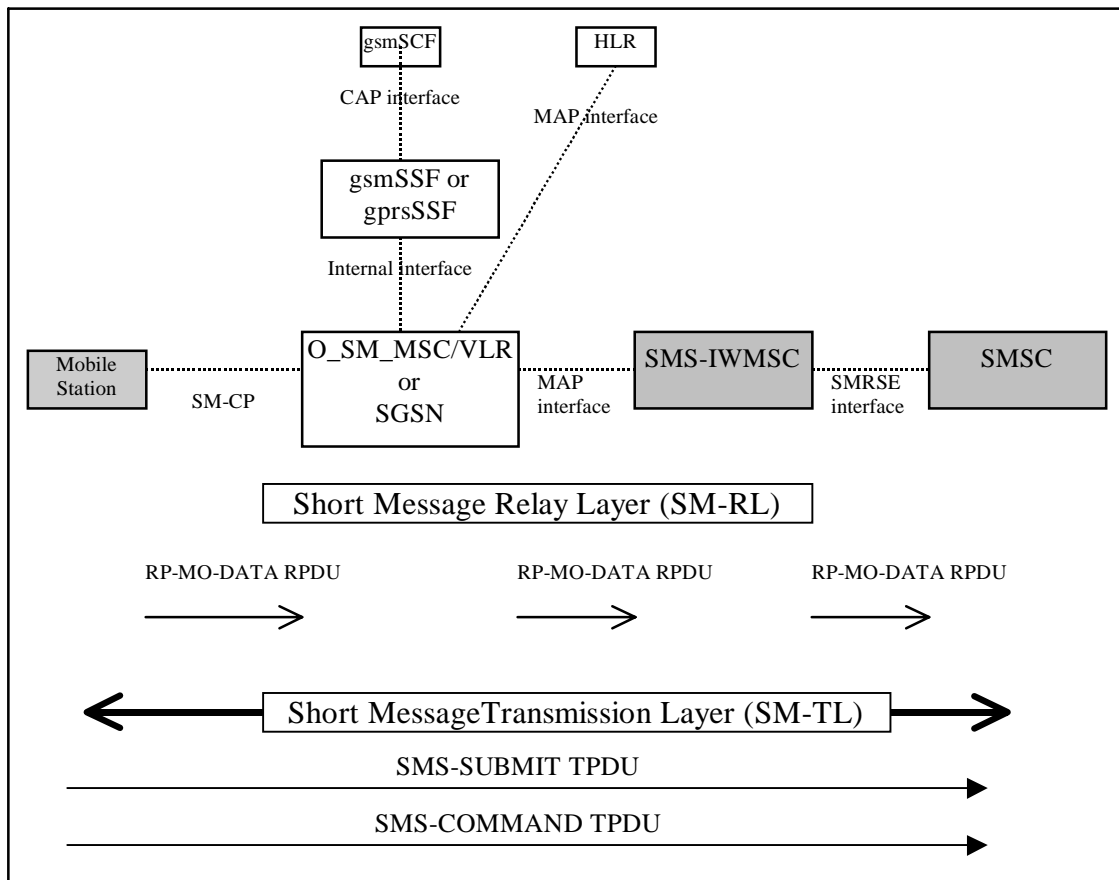 gsmSCF
HLR
CAP interface
MAP interface
gsmSSF or
gprsSSF
Internal interface
O_SM_MSC/VLR
or
SGSN
Mobile
Station
SM-CP
MAP
interface
SMS-IWMSC
SMRSE
interface
SMSC
Short Message Relay Layer (SM-RL)
RP-MO-DATA RPDU
RP-MO-DATA RPDU
RP-MO-DATA RPDU
Short MessageTransmission Layer (SM-TL)
SMS-SUBMIT TPDU
SMS-COMMAND TPDU